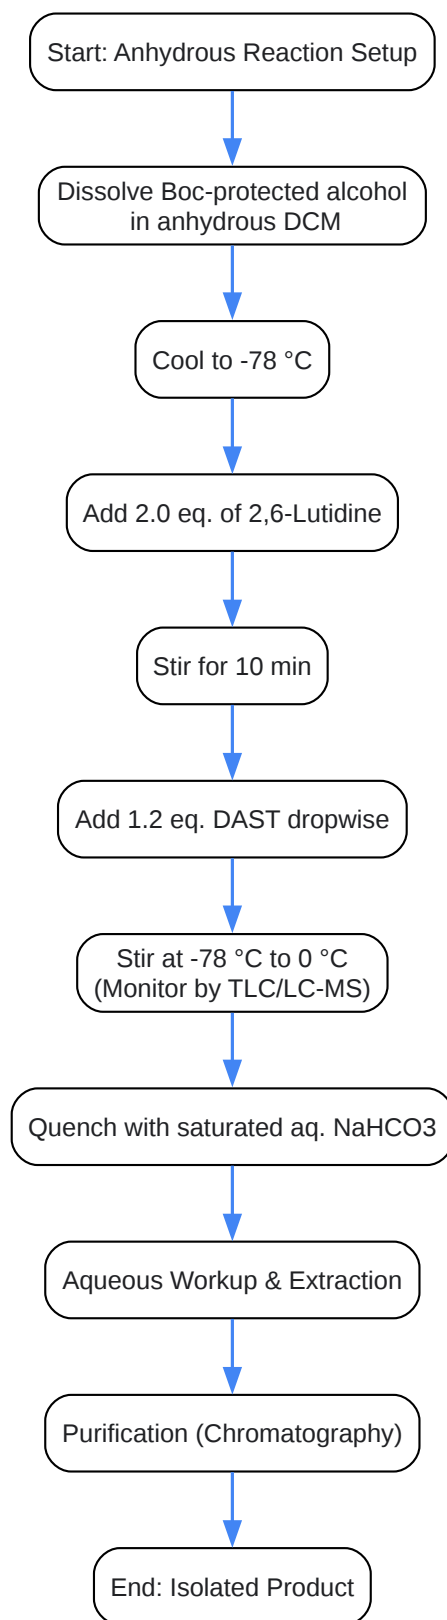 Start: Anhydrous Reaction Setup
Dissolve Boc-protected alcohol
in anhydrous DCM
Cool to -78 °C
Add 2.0 eq. of 2,6-Lutidine
Stir for 10 min
Add 1.2 eq. DAST dropwise
Stir at -78 °C to 0 °C
(Monitor by TLC/LC-MS)
Quench with saturated aq. NaHCO3
Aqueous Workup & Extraction
Purification (Chromatography)
End: Isolated Product